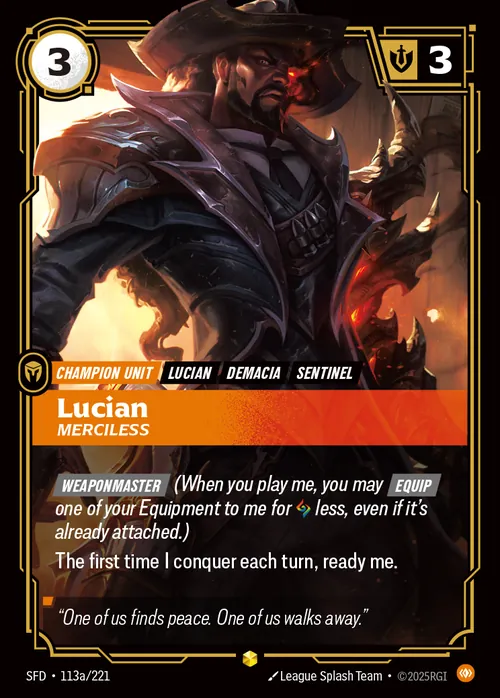 3
3
CHAMPION UNIT LUCIAN DEMACIA SENTINEL
Lucian
MERCILESS
WEAPONMASTER (When you play me, you may EQUIP
one of your Equipment to me for less, even if it's
already attached.)
The first time I conquer each turn, ready me.
"One of us finds peace. One of us walks away."
SFD • 113a/221 League Splash Team • ©2025RGI